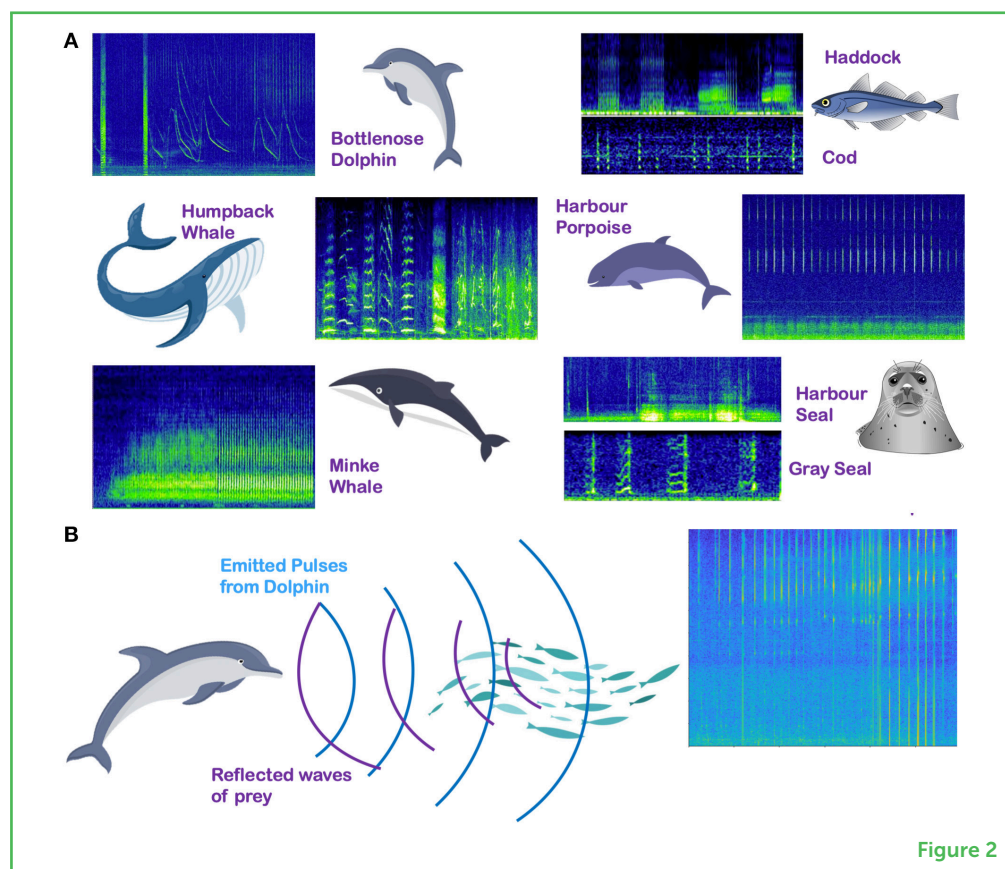 A
Bottlenose
Dolphin
Haddock
Cod
Humpback
Whale
Harbour
Porpoise
Minke
Whale
Harbour
Seal
Gray Seal
B
Emitted Pulses
from Dolphin
Reflected waves
of prey
Figure 2